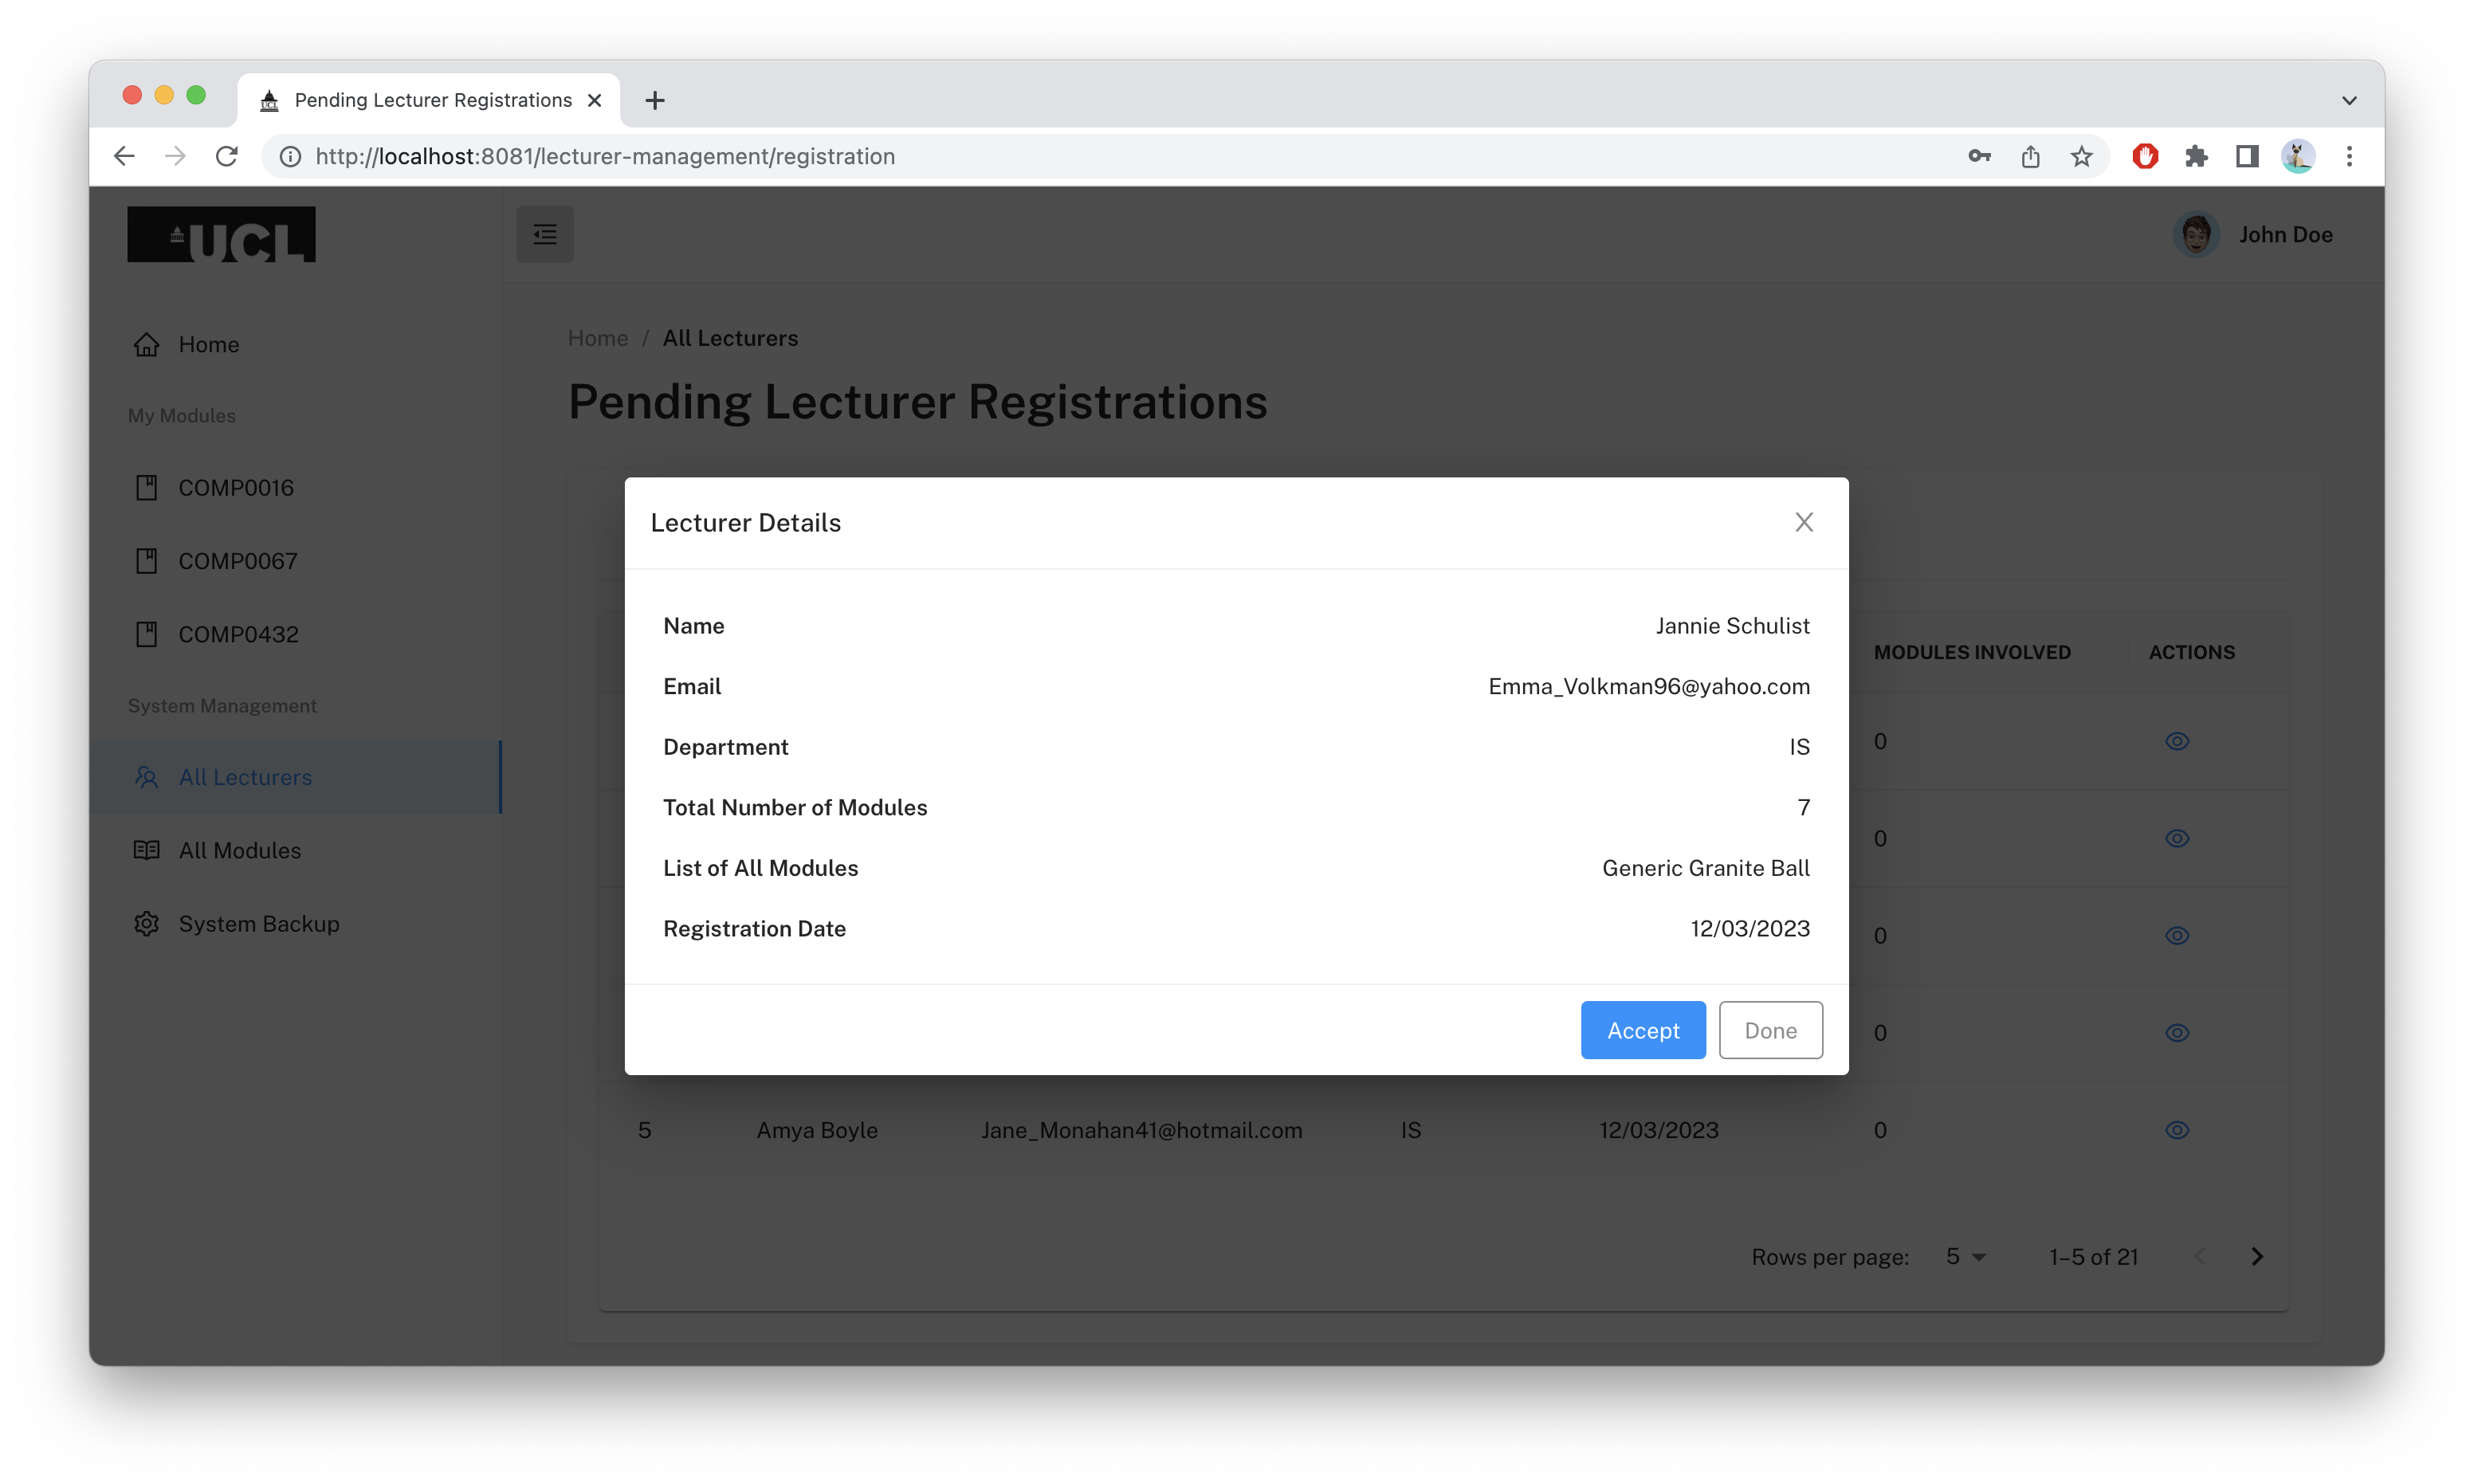 Pending Lecturer Registrations
http://localhost:8081/lecturer-management/registration
UCL
John Doe
Home
My Modules
COMP0016
COMP0067
COMP0432
System Management
All Lecturers
All Modules
System Backup
Home / All Lecturers
Pending Lecturer Registrations
MODULES INVOLVED ACTIONS
0
0
0
0
Lecturer Details
Name Jannie Schulist
Email Emma_Volkman96@yahoo.com
Department IS
Total Number of Modules 7
List of All Modules Generic Granite Ball
Registration Date 12/03/2023
Accept Done
5 Amya Boyle Jane_Monahan41@hotmail.com IS 12/03/2023 0
Rows per page: 5 1–5 of 21